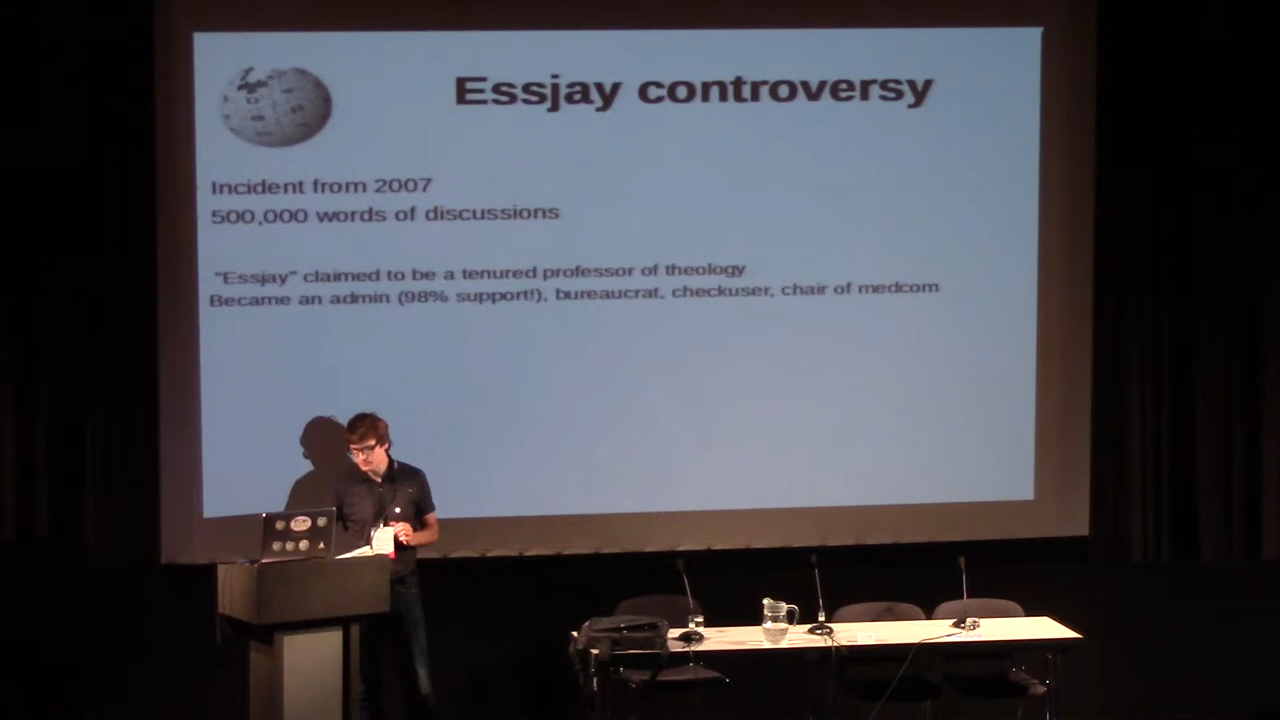 Essjay controversy
Incident from 2007
500,000 words of discussions
"Essjay" claimed to be a tenured professor of theology
Became an admin (98% support!), bureaucrat, checkuser, chair of medcom